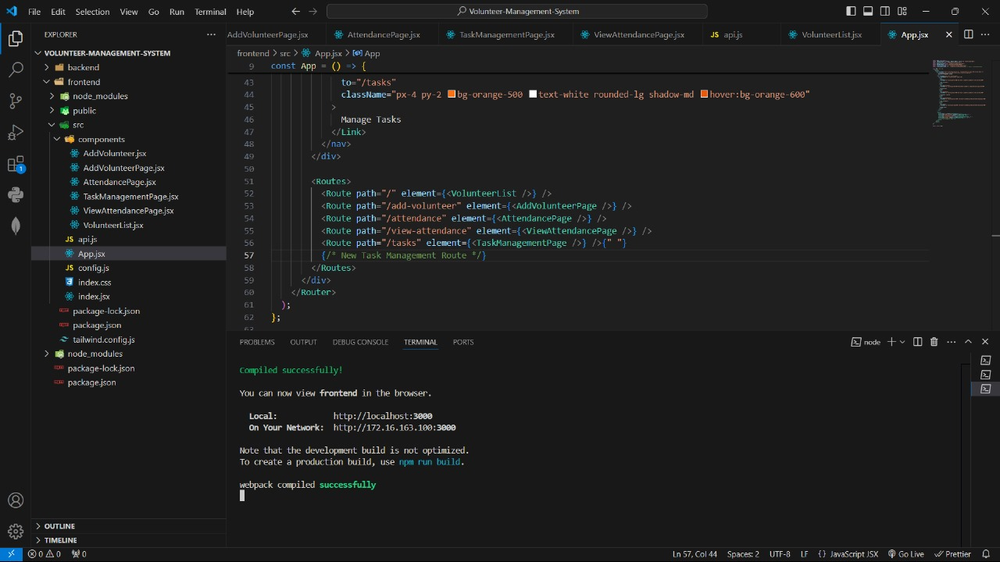 File Edit Selection View Go Run Terminal Help
Volunteer-Management-System
EXPLORER
VOLUNTEER-MANAGEMENT-SYSTEM
backend
frontend
node_modules
public
src
components
AddVolunteer.jsx
AddVolunteerPage.jsx
AttendancePage.jsx
TaskManagementPage.jsx
ViewAttendancePage.jsx
VolunteerList.jsx
JS api.js
App.jsx
JS config.js
index.css
index.jsx
package-lock.json
package.json
tailwind.config.js
node_modules
package-lock.json
package.json
OUTLINE
TIMELINE
1
AddVolunteerPage.jsx AttendancePage.jsx TaskManagementPage.jsx ViewAttendancePage.jsx JS api.js VolunteerList.jsx App.jsx
frontend > src > App.jsx > App
9 const App = () => {
43 to="/tasks"
44 className="px-4 py-2 bg-orange-500 text-white rounded-lg shadow-md hover:bg-orange-600"
45 >
46 Manage Tasks
47 </Link>
48 </nav>
49 </div>
50
51 <Routes>
52 <Route path="/" element={<VolunteerList />} />
53 <Route path="/add-volunteer" element={<AddVolunteerPage />} />
54 <Route path="/attendance" element={<AttendancePage />} />
55 <Route path="/view-attendance" element={<ViewAttendancePage />} />
56 <Route path="/tasks" element={<TaskManagementPage />} />{" "}
57 {/* New Task Management Route */}
58 </Routes>
59 </div>
60 </Router>
61 );
62 };
63
PROBLEMS OUTPUT DEBUG CONSOLE TERMINAL PORTS
node
Compiled successfully!
You can now view frontend in the browser.
Local: http://localhost:3000
On Your Network: http://172.16.163.100:3000
Note that the development build is not optimized.
To create a production build, use npm run build.
webpack compiled successfully
0 0 0
Ln 57, Col 44 Spaces: 2 UTF-8 LF {} JavaScript JSX Go Live Prettier